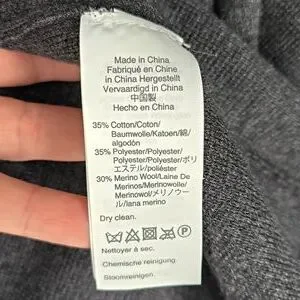 Made in China
Fabriqué en Chine
in China Hergestellt
Vervaardigd in China
中国製
Hecho en China
35% Cotton/Coton/
Baumwolle/Katoen/綿/
algodón
35% Polyester/Polyester/
Polyester/Polyester/ポリ
エステル/poliéster
30% Merino Wool/Laine De
Merinos/Merinowolle/
Merinowol/メリノウー
ル/lana merino
Dry clean.
P
Nettoyer à sec.
Chemische reinigung.
Stoomreinigen.